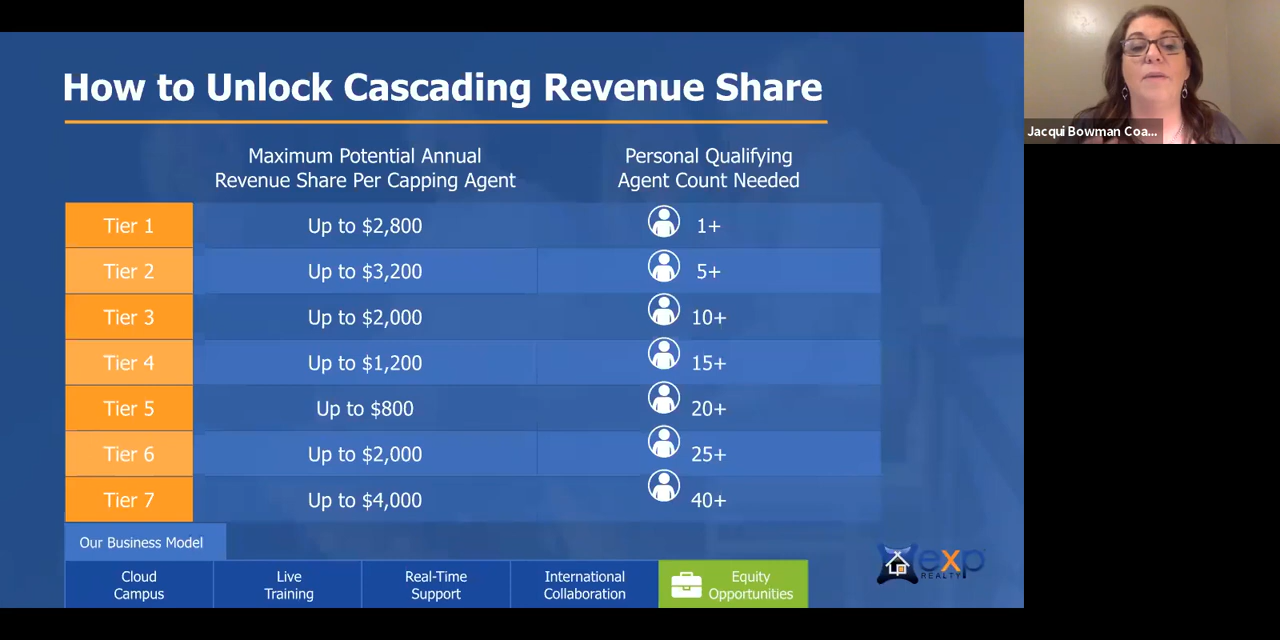 How to Unlock Cascading Revenue Share
Maximum Potential Annual
Revenue Share Per Capping Agent
Personal Qualifying
Agent Count Needed
Tier 1 Up to $2,800 1+
Tier 2 Up to $3,200 5+
Tier 3 Up to $2,000 10+
Tier 4 Up to $1,200 15+
Tier 5 Up to $800 20+
Tier 6 Up to $2,000 25+
Tier 7 Up to $4,000 40+
Our Business Model
Cloud
Campus
Live
Training
Real-Time
Support
International
Collaboration
Equity
Opportunities
exp
REALTY
Jacqui Bowman Coa...